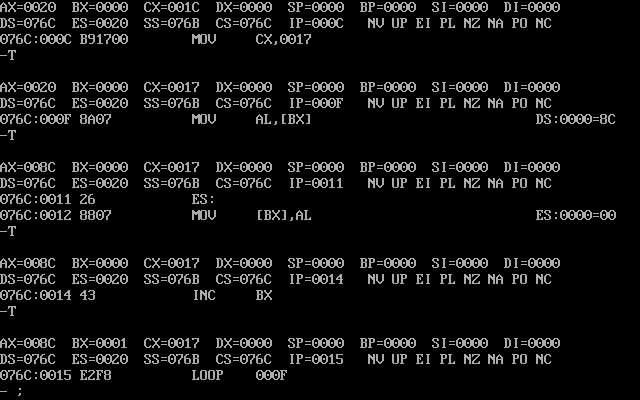 AX=0020  BX=0000  CX=001C  DX=0000  SP=0000  BP=0000  SI=0000  DI=0000
DS=076C  ES=0020  SS=076B  CS=076C  IP=000C   NV UP EI PL NZ NA PO NC
076C:000C B91700        MOV     CX,0017
-T

AX=0020  BX=0000  CX=0017  DX=0000  SP=0000  BP=0000  SI=0000  DI=0000
DS=076C  ES=0020  SS=076B  CS=076C  IP=000F   NV UP EI PL NZ NA PO NC
076C:000F 8A07          MOV     AL,[BX]                            DS:0000=8C
-T

AX=008C  BX=0000  CX=0017  DX=0000  SP=0000  BP=0000  SI=0000  DI=0000
DS=076C  ES=0020  SS=076B  CS=076C  IP=0011   NV UP EI PL NZ NA PO NC
076C:0011 26            ES:
076C:0012 8807          MOV     [BX],AL                            ES:0000=00
-T

AX=008C  BX=0000  CX=0017  DX=0000  SP=0000  BP=0000  SI=0000  DI=0000
DS=076C  ES=0020  SS=076B  CS=076C  IP=0014   NV UP EI PL NZ NA PO NC
076C:0014 43            INC     BX
-T

AX=008C  BX=0001  CX=0017  DX=0000  SP=0000  BP=0000  SI=0000  DI=0000
DS=076C  ES=0020  SS=076B  CS=076C  IP=0015   NV UP EI PL NZ NA PO NC
076C:0015 E2F8          LOOP    000F
- ;